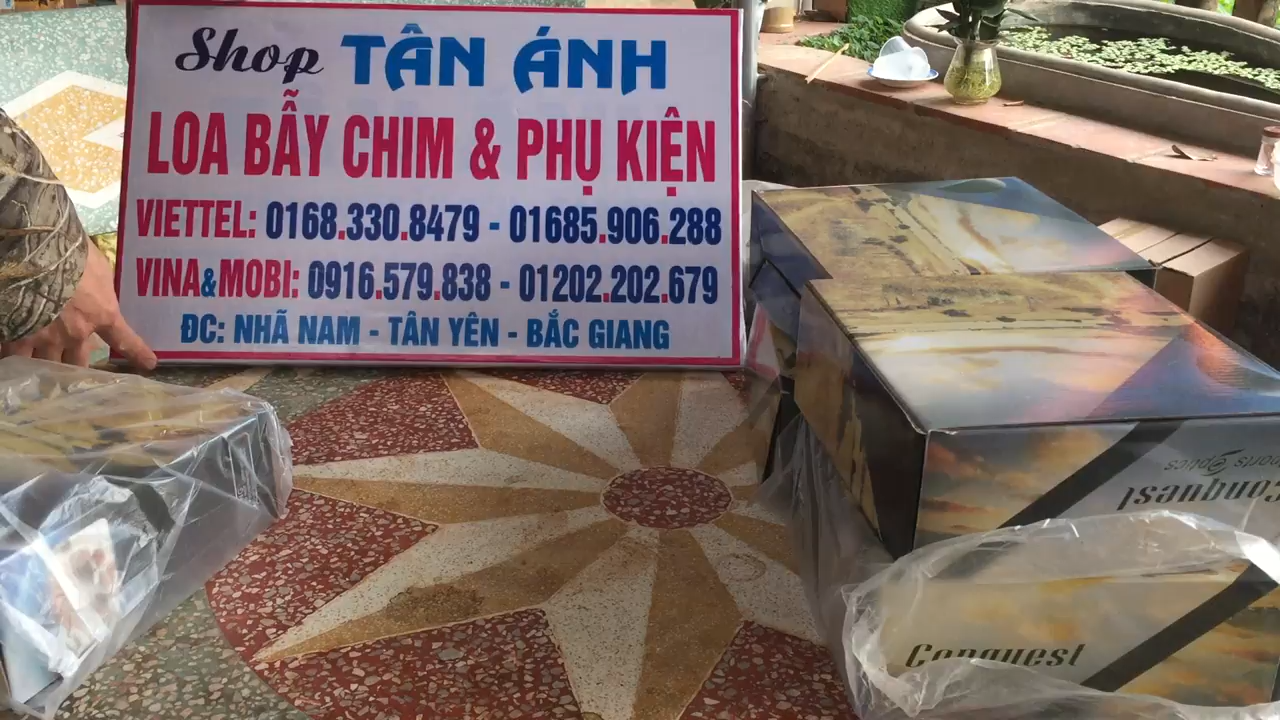 Shop TÂN ÁNH
LOA BẪY CHIM & PHỤ KIỆN
VIETTEL: 0168.330.8479 - 01685.906.288
VINA&MOBI: 0916.579.838 - 01202.202.679
ĐC: NHÃ NAM - TÂN YÊN - BẮC GIANG
Conquest
Conquest